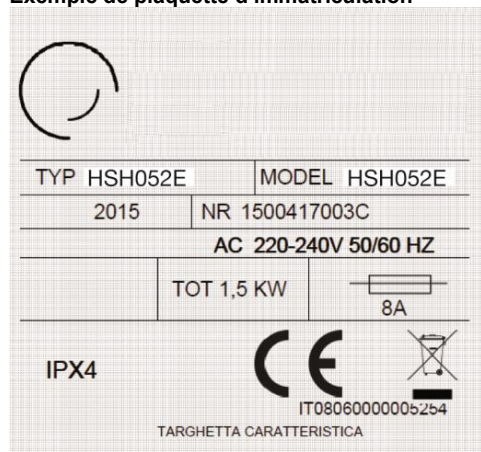 Exemple de plaquette d'immatriculation
TYP HSH052E MODEL HSH052E
2015 NR 1500417003C
AC 220-240V 50/60 HZ
TOT 1,5 KW
8A
IPX4 CE
IT08060000005254
TARGHETTA CARATTERISTICA